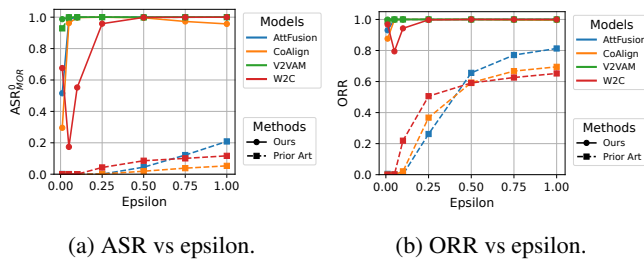 1.0
0.8
0.6
0.4
0.2
0.0
ASR⁰_MOR
0.00 0.25 0.50 0.75 1.00
Epsilon
Models
AttFusion
CoAlign
V2VAM
W2C
Methods
Ours
Prior Art
(a) ASR vs epsilon.
1.0
0.8
0.6
0.4
0.2
0.0
ORR
0.00 0.25 0.50 0.75 1.00
Epsilon
Models
AttFusion
CoAlign
V2VAM
W2C
Methods
Ours
Prior Art
(b) ORR vs epsilon.